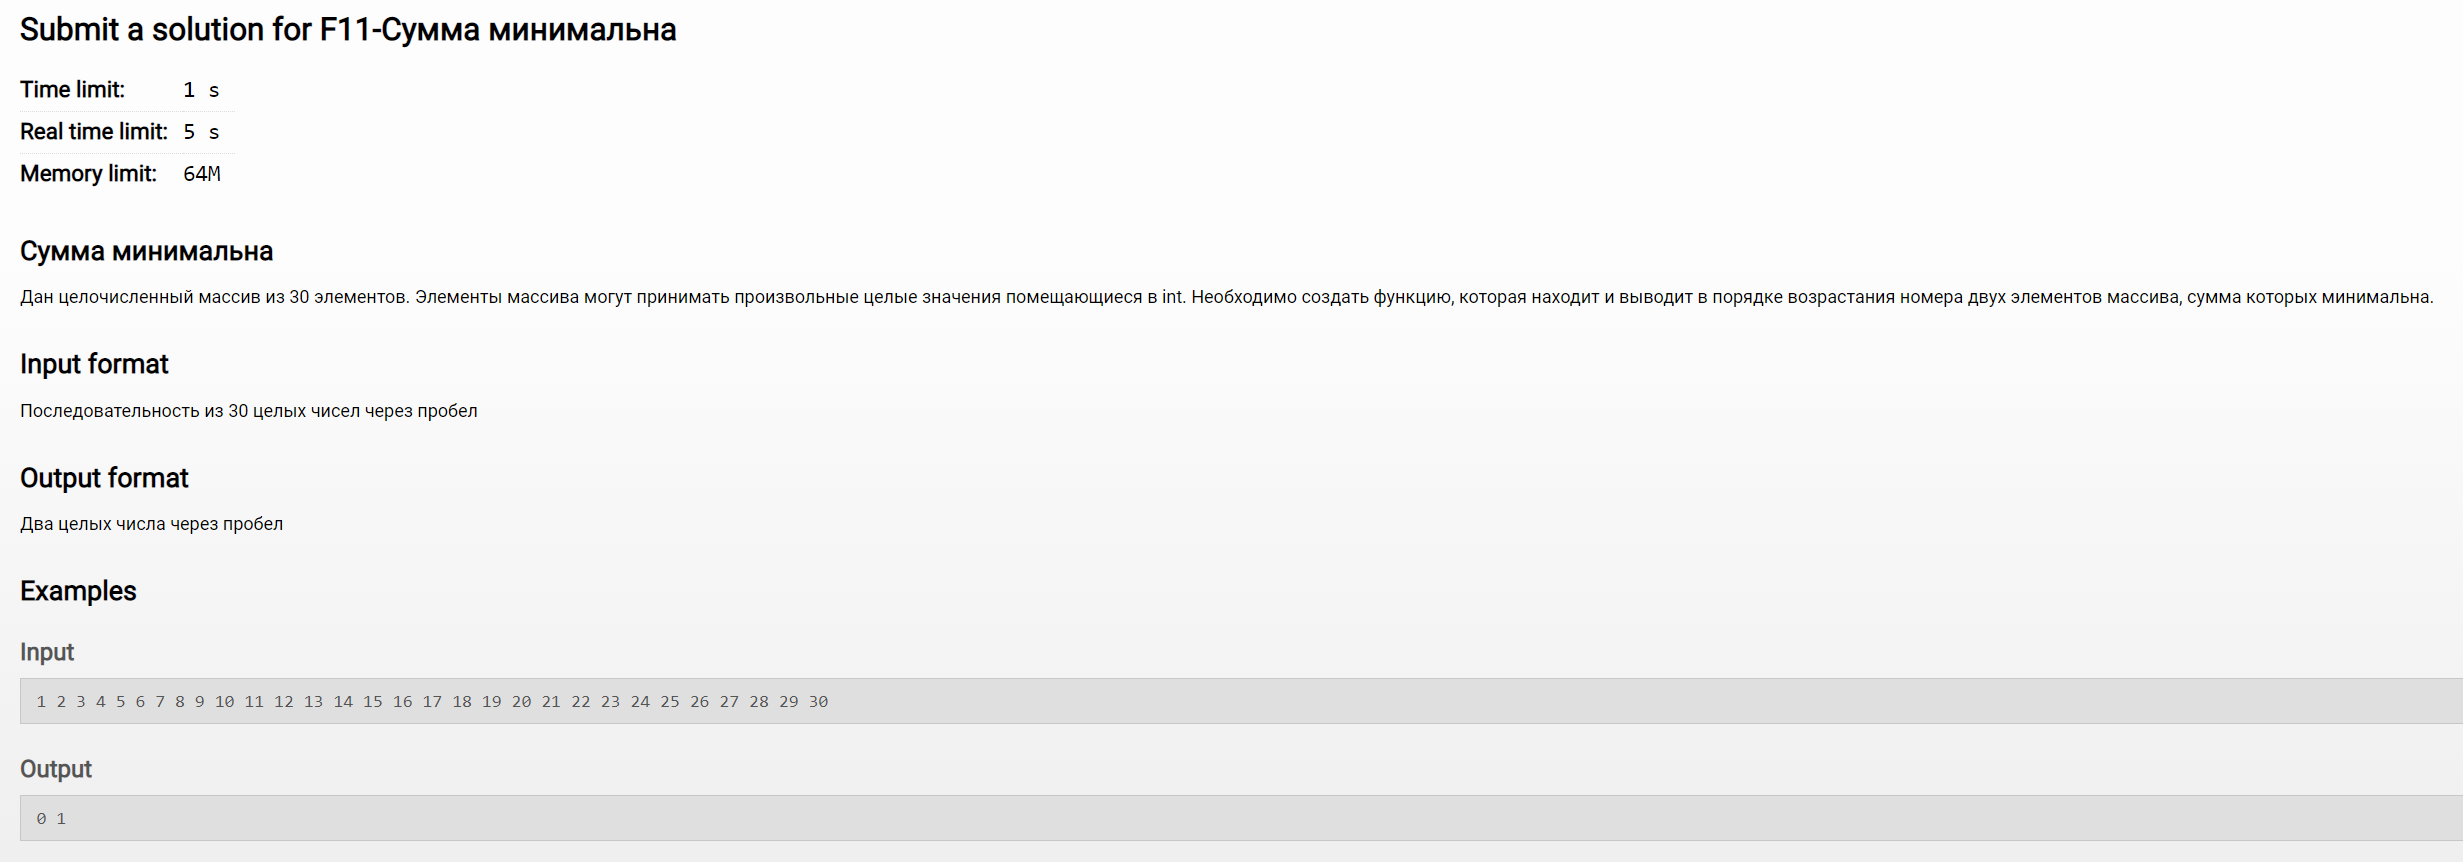 Submit a solution for F11-Сумма минимальна
Time limit: 1 s
Real time limit: 5 s
Memory limit: 64M
Сумма минимальна
Дан целочисленный массив из 30 элементов. Элементы массива могут принимать произвольные целые значения помещающиеся в int. Необходимо создать функцию, которая находит и выводит в порядке возрастания номера двух элементов массива, сумма которых минимальна.
Input format
Последовательность из 30 целых чисел через пробел
Output format
Два целых числа через пробел
Examples
Input
1 2 3 4 5 6 7 8 9 10 11 12 13 14 15 16 17 18 19 20 21 22 23 24 25 26 27 28 29 30
Output
0 1